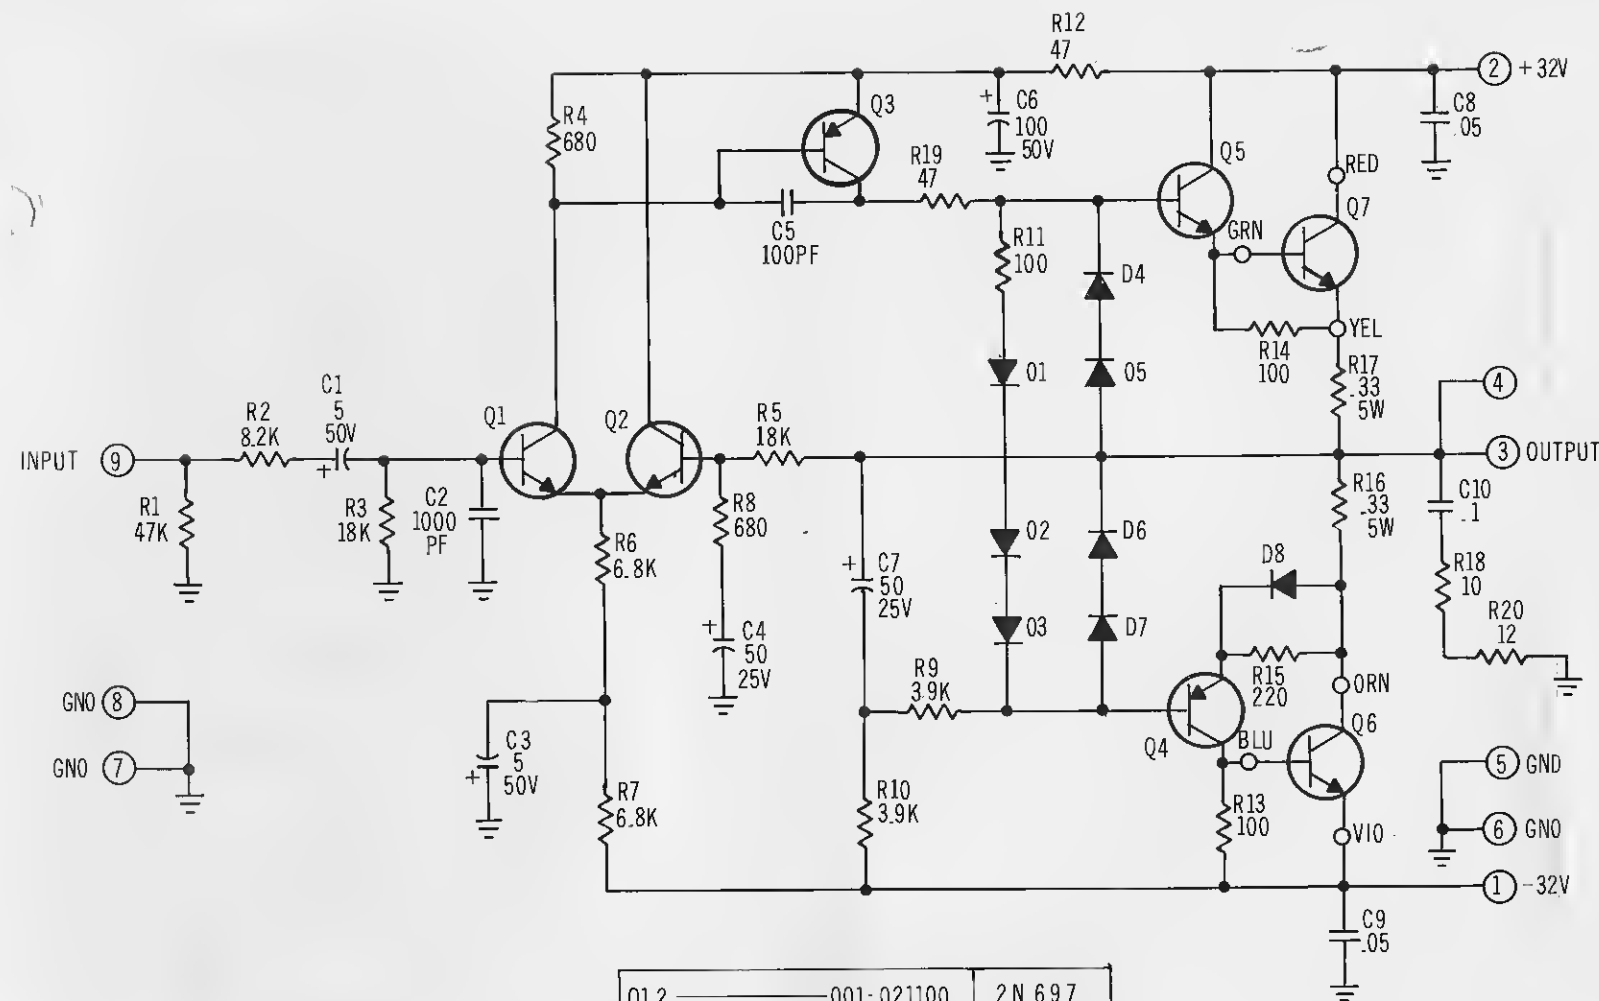 R12
47
2 +32V
Q3
C6
+ 100
50V
C8
.05
R4
680
R19
47
Q5
RED
Q7
GRN
C5
100PF
R11
100
D4
YEL
R14
100
R17
.33
5W
O1
O5
4
C1
5
50V
+
R2
8.2K
Q1
Q2
R5
18K
INPUT 9
3 OUTPUT
R1
47K
R3
18K
C2
1000
PF
R8
680
R16
.33
5W
C10
.1
R6
6.8K
O2
D6
D8
+ C7
50
25V
R18
10
R20
12
+ C4
50
25V
O3
D7
R15
220
R9
3.9K
ORN
GNO 8
Q6
Q4
BLU
GNO 7
C3
5
50V
+
5 GND
R7
6.8K
R10
3.9K
R13
100
6 GNO
VIO
1 -32V
C9
.05
Q1,2 001-021100 2N697